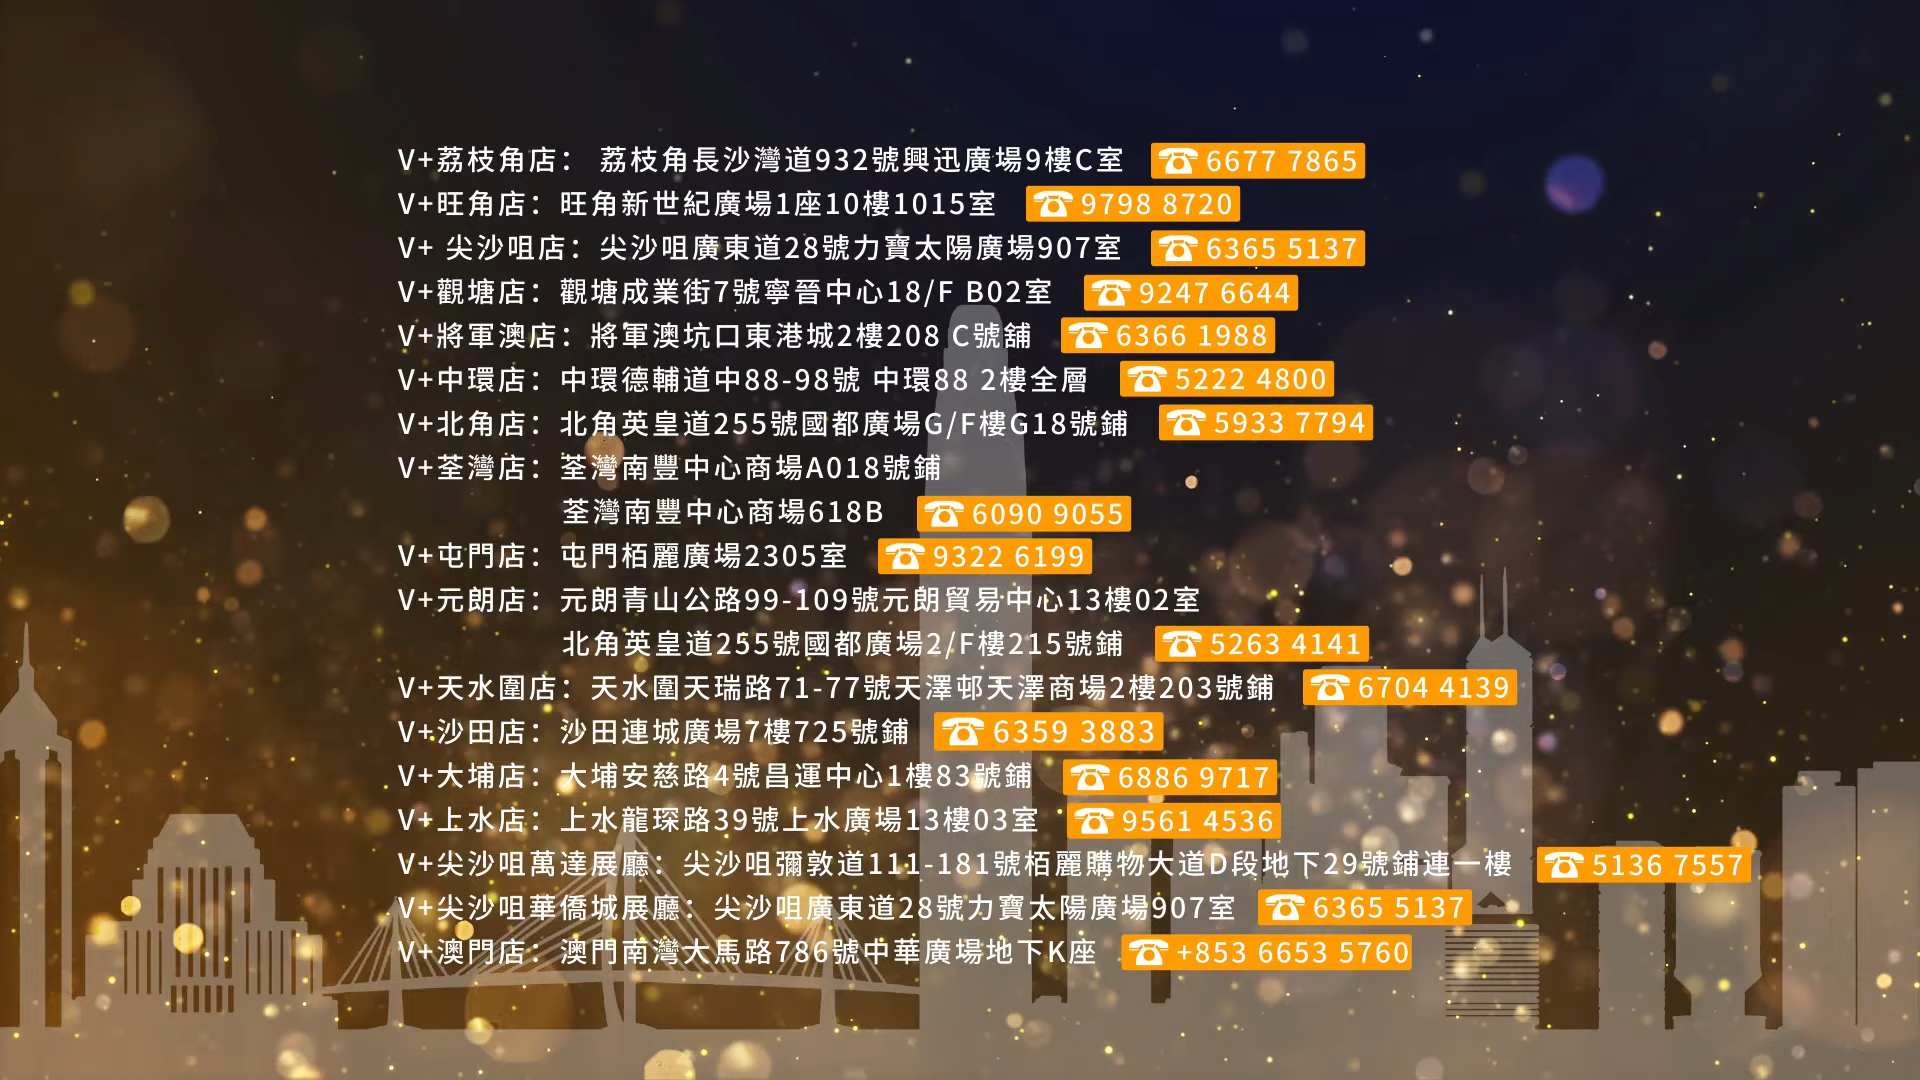 V+荔枝角店： 荔枝角長沙灣道932號興迅廣場9樓C室 ☎ 6677 7865
V+旺角店：旺角新世紀廣場1座10樓1015室 ☎ 9798 8720
V+ 尖沙咀店：尖沙咀廣東道28號力寶太陽廣場907室 ☎ 6365 5137
V+觀塘店：觀塘成業街7號寧晉中心18/F B02室 ☎ 9247 6644
V+將軍澳店：將軍澳坑口東港城2樓208 C號舖 ☎ 6366 1988
V+中環店：中環德輔道中88-98號 中環88 2樓全層 ☎ 5222 4800
V+北角店：北角英皇道255號國都廣場G/F樓G18號鋪 ☎ 5933 7794
V+荃灣店：荃灣南豐中心商場A018號鋪
荃灣南豐中心商場618B ☎ 6090 9055
V+屯門店：屯門栢麗廣場2305室 ☎ 9322 6199
V+元朗店：元朗青山公路99-109號元朗貿易中心13樓02室
北角英皇道255號國都廣場2/F樓215號鋪 ☎ 5263 4141
V+天水圍店：天水圍天瑞路71-77號天澤邨天澤商場2樓203號鋪 ☎ 6704 4139
V+沙田店：沙田連城廣場7樓725號鋪 ☎ 6359 3883
V+大埔店：大埔安慈路4號昌運中心1樓83號鋪 ☎ 6886 9717
V+上水店：上水龍琛路39號上水廣場13樓03室 ☎ 9561 4536
V+尖沙咀萬達展廳：尖沙咀彌敦道111-181號栢麗購物大道D段地下29號鋪連一樓 ☎ 5136 7557
V+尖沙咀華僑城展廳：尖沙咀廣東道28號力寶太陽廣場907室 ☎ 6365 5137
V+澳門店：澳門南灣大馬路786號中華廣場地下K座 ☎ +853 6653 5760